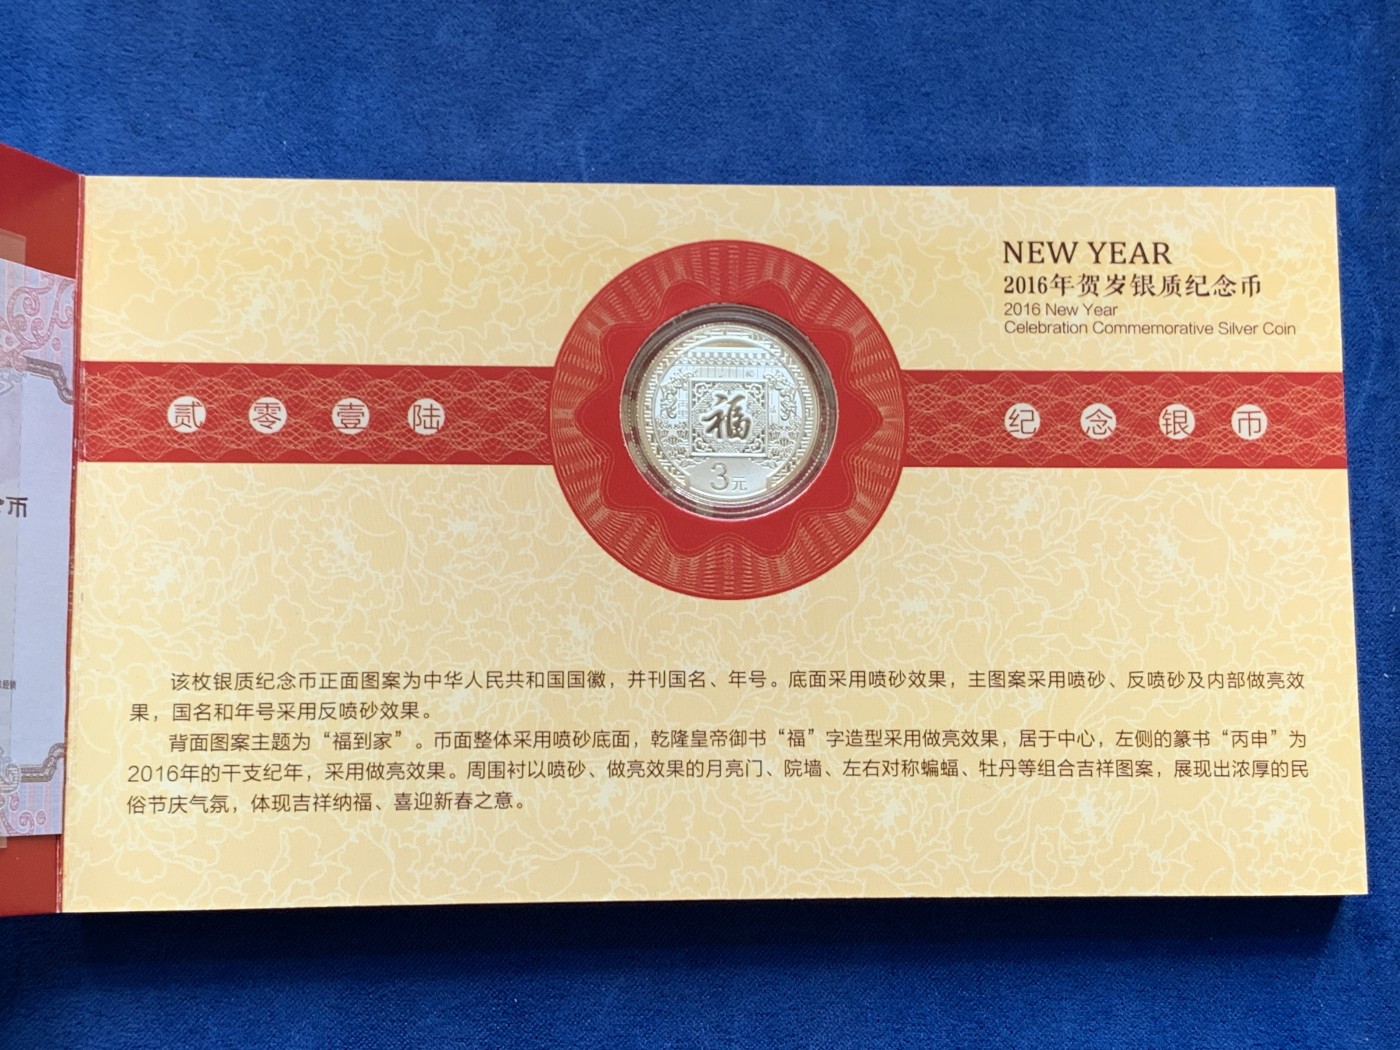 NEW YEAR
2016年贺岁银质纪念币
2016 New Year
Celebration Commemorative Silver Coin
贰零壹陆
纪念银币
福
3元
币
该枚银质纪念币正面图案为中华人民共和国国徽，并刊国名、年号。底面采用喷砂效果，主图案采用喷砂、反喷砂及内部做亮效
果，国名和年号采用反喷砂效果。
背面图案主题为“福到家”。币面整体采用喷砂底面，乾隆皇帝御书“福”字造型采用做亮效果，居于中心，左侧的篆书“丙申”为
2016年的干支纪年，采用做亮效果。周围衬以喷砂、做亮效果的月亮门、院墙、左右对称蝙蝠、牡丹等组合吉祥图案，展现出浓厚的民
俗节庆气氛，体现吉祥纳福、喜迎新春之意。